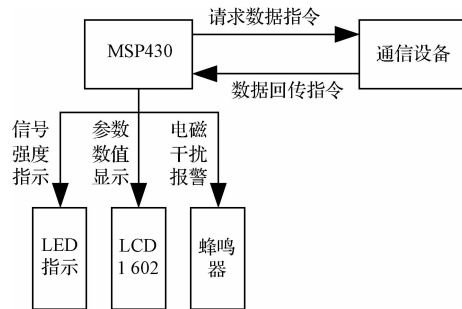 请求数据指令
MSP430
通信设备
数据回传指令
信号
强度
指示
参数
数值
显示
电磁
干扰
报警
LED
指示
LCD
1 602
蜂鸣
器